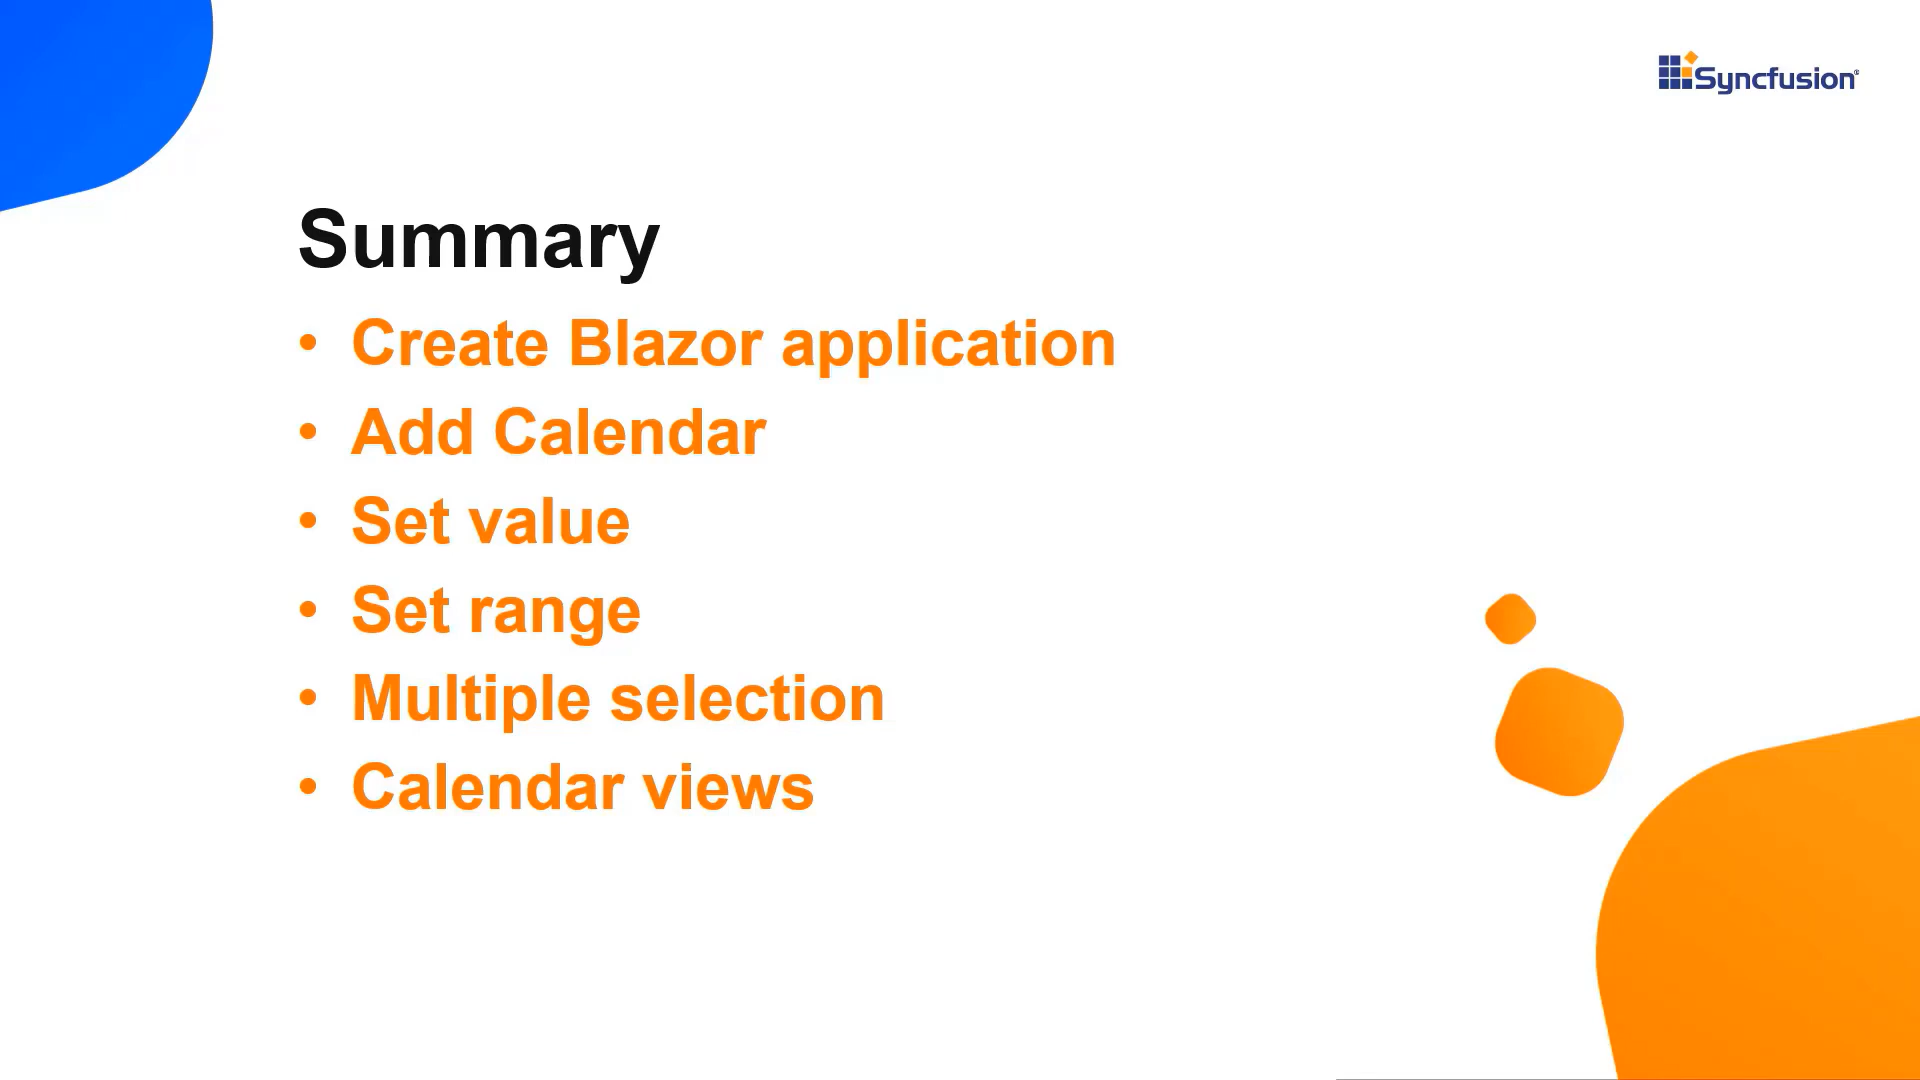 Syncfusion®
Summary
• Create Blazor application
• Add Calendar
• Set value
• Set range
• Multiple selection
• Calendar views